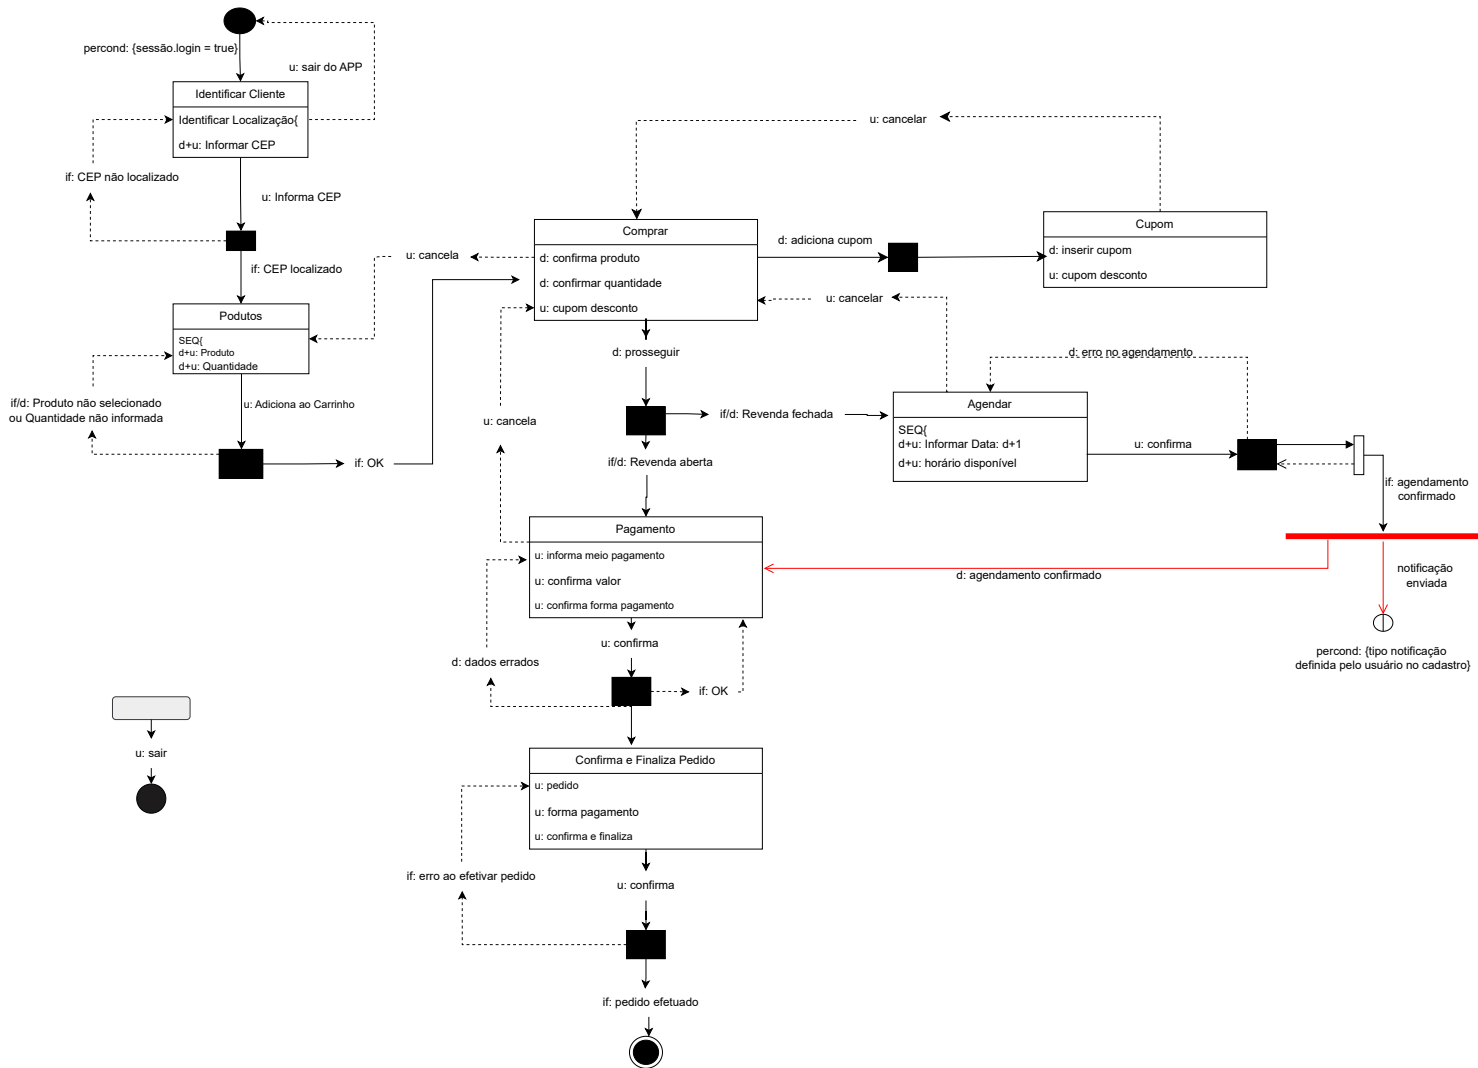 percond: {sessão.login = true}
u: sair do APP
Identificar Cliente
Identificar Localização{
d+u: Informar CEP
if: CEP não localizado
u: Informa CEP
if: CEP localizado
Podutos
SEQ{
d+u: Produto
d+u: Quantidade
if/d: Produto não selecionado
ou Quantidade não informada
u: Adiciona ao Carrinho
if: OK
u: cancela
u: cancelar
Comprar
d: confirma produto
d: confirmar quantidade
u: cupom desconto
d: adiciona cupom
Cupom
d: inserir cupom
u: cupom desconto
u: cancelar
d: prosseguir
d: erro no agendamento
if/d: Revenda fechada
Agendar
SEQ{
d+u: Informar Data: d+1
d+u: horário disponível
u: confirma
if: agendamento
confirmado
u: cancela
if/d: Revenda aberta
Pagamento
u: informa meio pagamento
u: confirma valor
u: confirma forma pagamento
d: agendamento confirmado
notificação
enviada
percond: {tipo notificação
definida pelo usuário no cadastro}
u: confirma
d: dados errados
if: OK
u: sair
Confirma e Finaliza Pedido
u: pedido
u: forma pagamento
u: confirma e finaliza
if: erro ao efetivar pedido
u: confirma
if: pedido efetuado